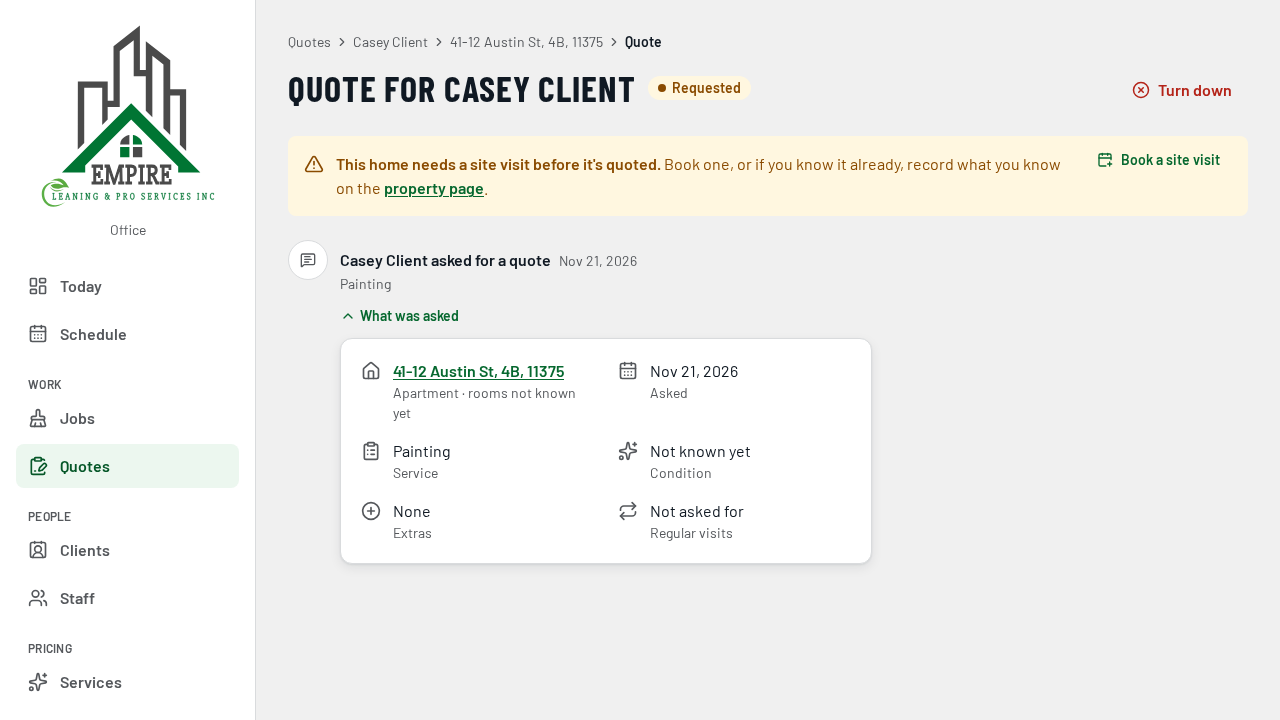 EMPIRE
LEANING & PRO SERVICES INC
Office
Today
Schedule
WORK
Jobs
Quotes
PEOPLE
Clients
Staff
PRICING
Services
Quotes > Casey Client > 41-12 Austin St, 4B, 11375 > Quote
QUOTE FOR CASEY CLIENT
Requested
Turn down
This home needs a site visit before it's quoted. Book one, or if you know it already, record what you know
on the property page.
Book a site visit
Casey Client asked for a quote Nov 21, 2026
Painting
What was asked
41-12 Austin St, 4B, 11375
Apartment · rooms not known
yet
Nov 21, 2026
Asked
Painting
Service
Not known yet
Condition
None
Extras
Not asked for
Regular visits